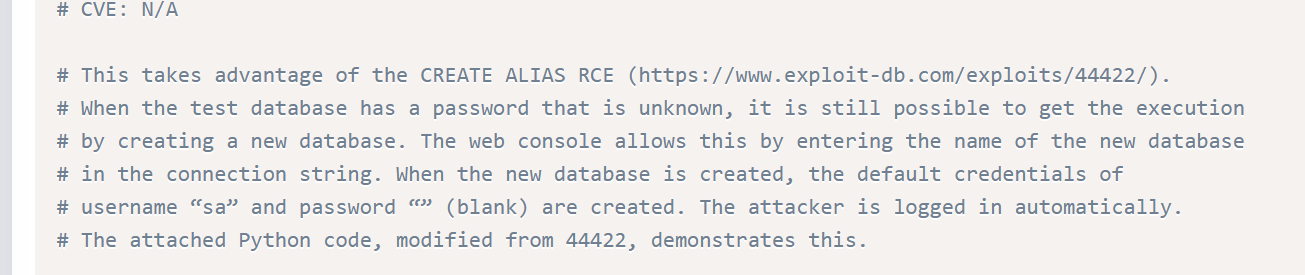 # CVE: N/A
# This takes advantage of the CREATE ALIAS RCE (https://www.exploit-db.com/exploits/44422/).
# When the test database has a password that is unknown, it is still possible to get the execution
# by creating a new database. The web console allows this by entering the name of the new database
# in the connection string. When the new database is created, the default credentials of
# username “sa” and password “” (blank) are created. The attacker is logged in automatically.
# The attached Python code, modified from 44422, demonstrates this.